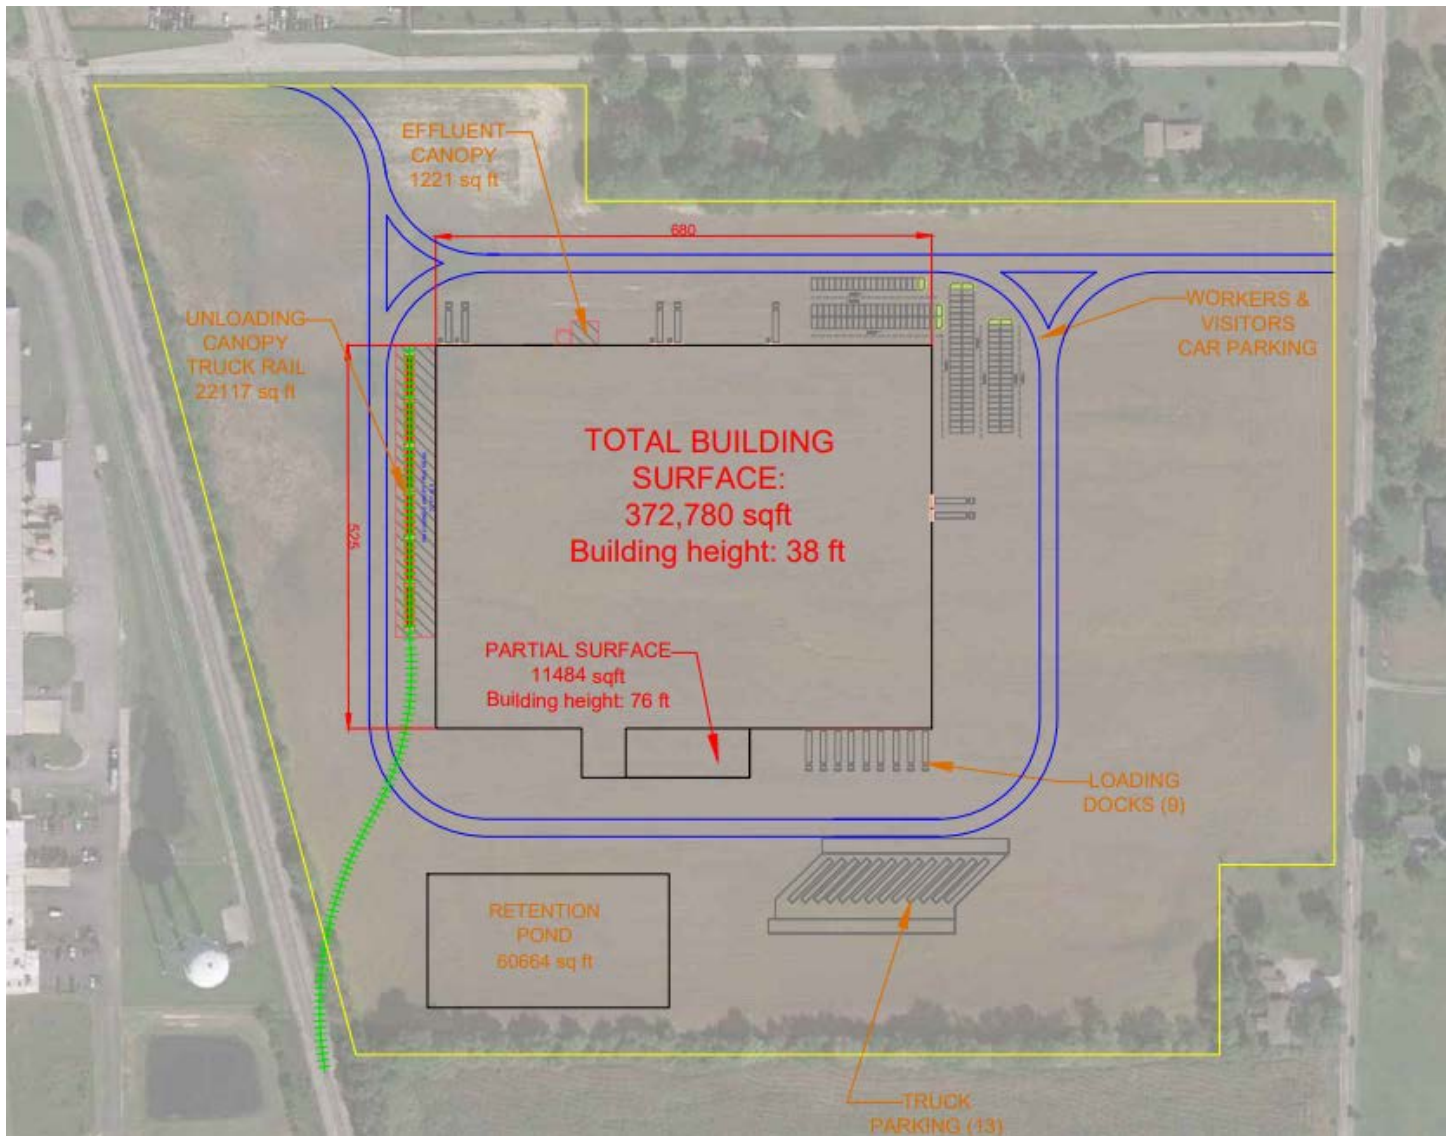 EFFLUENT
CANOPY
1221 sq ft
680
UNLOADING
CANOPY
TRUCK RAIL
22117 sq ft
WORKERS &
VISITORS
CAR PARKING
525
TOTAL BUILDING
SURFACE:
372,780 sqft
Building height: 38 ft
PARTIAL SURFACE
11484 sqft
Building height: 76 ft
LOADING
DOCKS (9)
RETENTION
POND
60664 sq ft
TRUCK
PARKING (13)